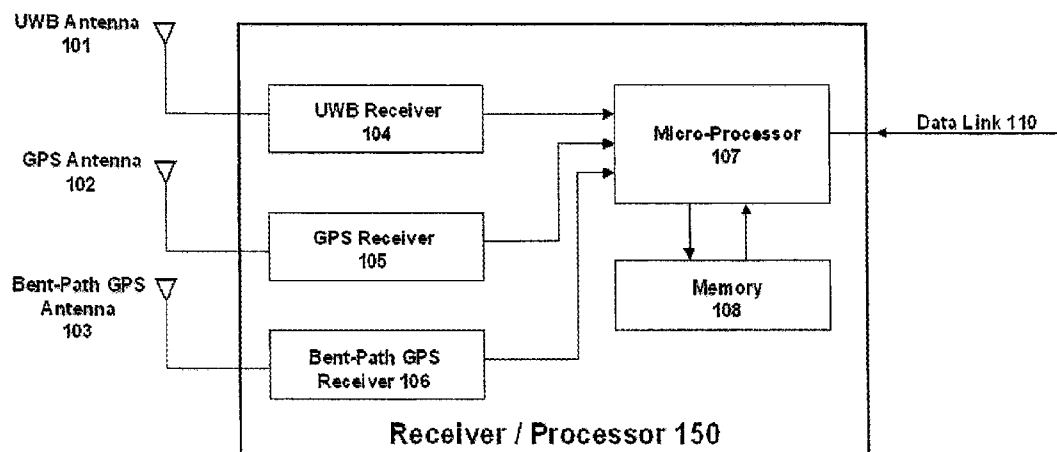 UWB Antenna
101
GPS Antenna
102
Bent-Path GPS
Antenna
103
UWB Receiver
104
GPS Receiver
105
Bent-Path GPS
Receiver 106
Micro-Processor
107
Memory
108
Data Link 110
Receiver / Processor 150